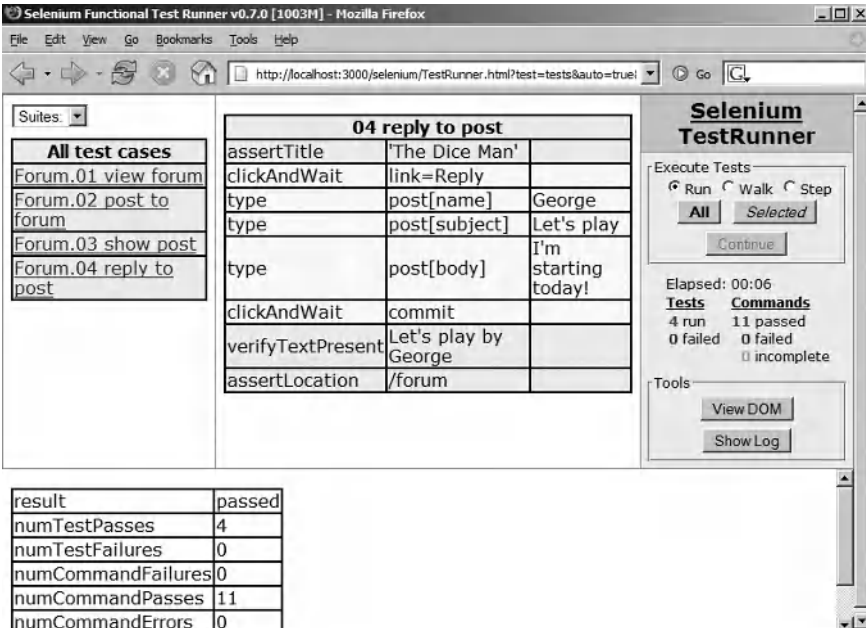 Selenium Functional Test Runner v0.7.0 [1003M] - Mozilla Firefox
File Edit View Go Bookmarks Tools Help
http://localhost:3000/selenium/TestRunner.html?test=tests&auto=true
Go
Suites:
All test cases
Forum.01 view forum
Forum.02 post to
forum
Forum.03 show post
Forum.04 reply to
post
04 reply to post
assertTitle 'The Dice Man'
clickAndWait link=Reply
type post[name] George
type post[subject] Let's play
type post[body] I'm
starting
today!
clickAndWait commit
verifyTextPresent Let's play by
George
assertLocation /forum
Selenium
TestRunner
Execute Tests
Run Walk Step
All Selected
Continue
Elapsed: 00:06
Tests Commands
4 run 11 passed
0 failed 0 failed
0 incomplete
Tools
View DOM
Show Log
result passed
numTestPasses 4
numTestFailures 0
numCommandFailures 0
numCommandPasses 11
numCommandErrors 0